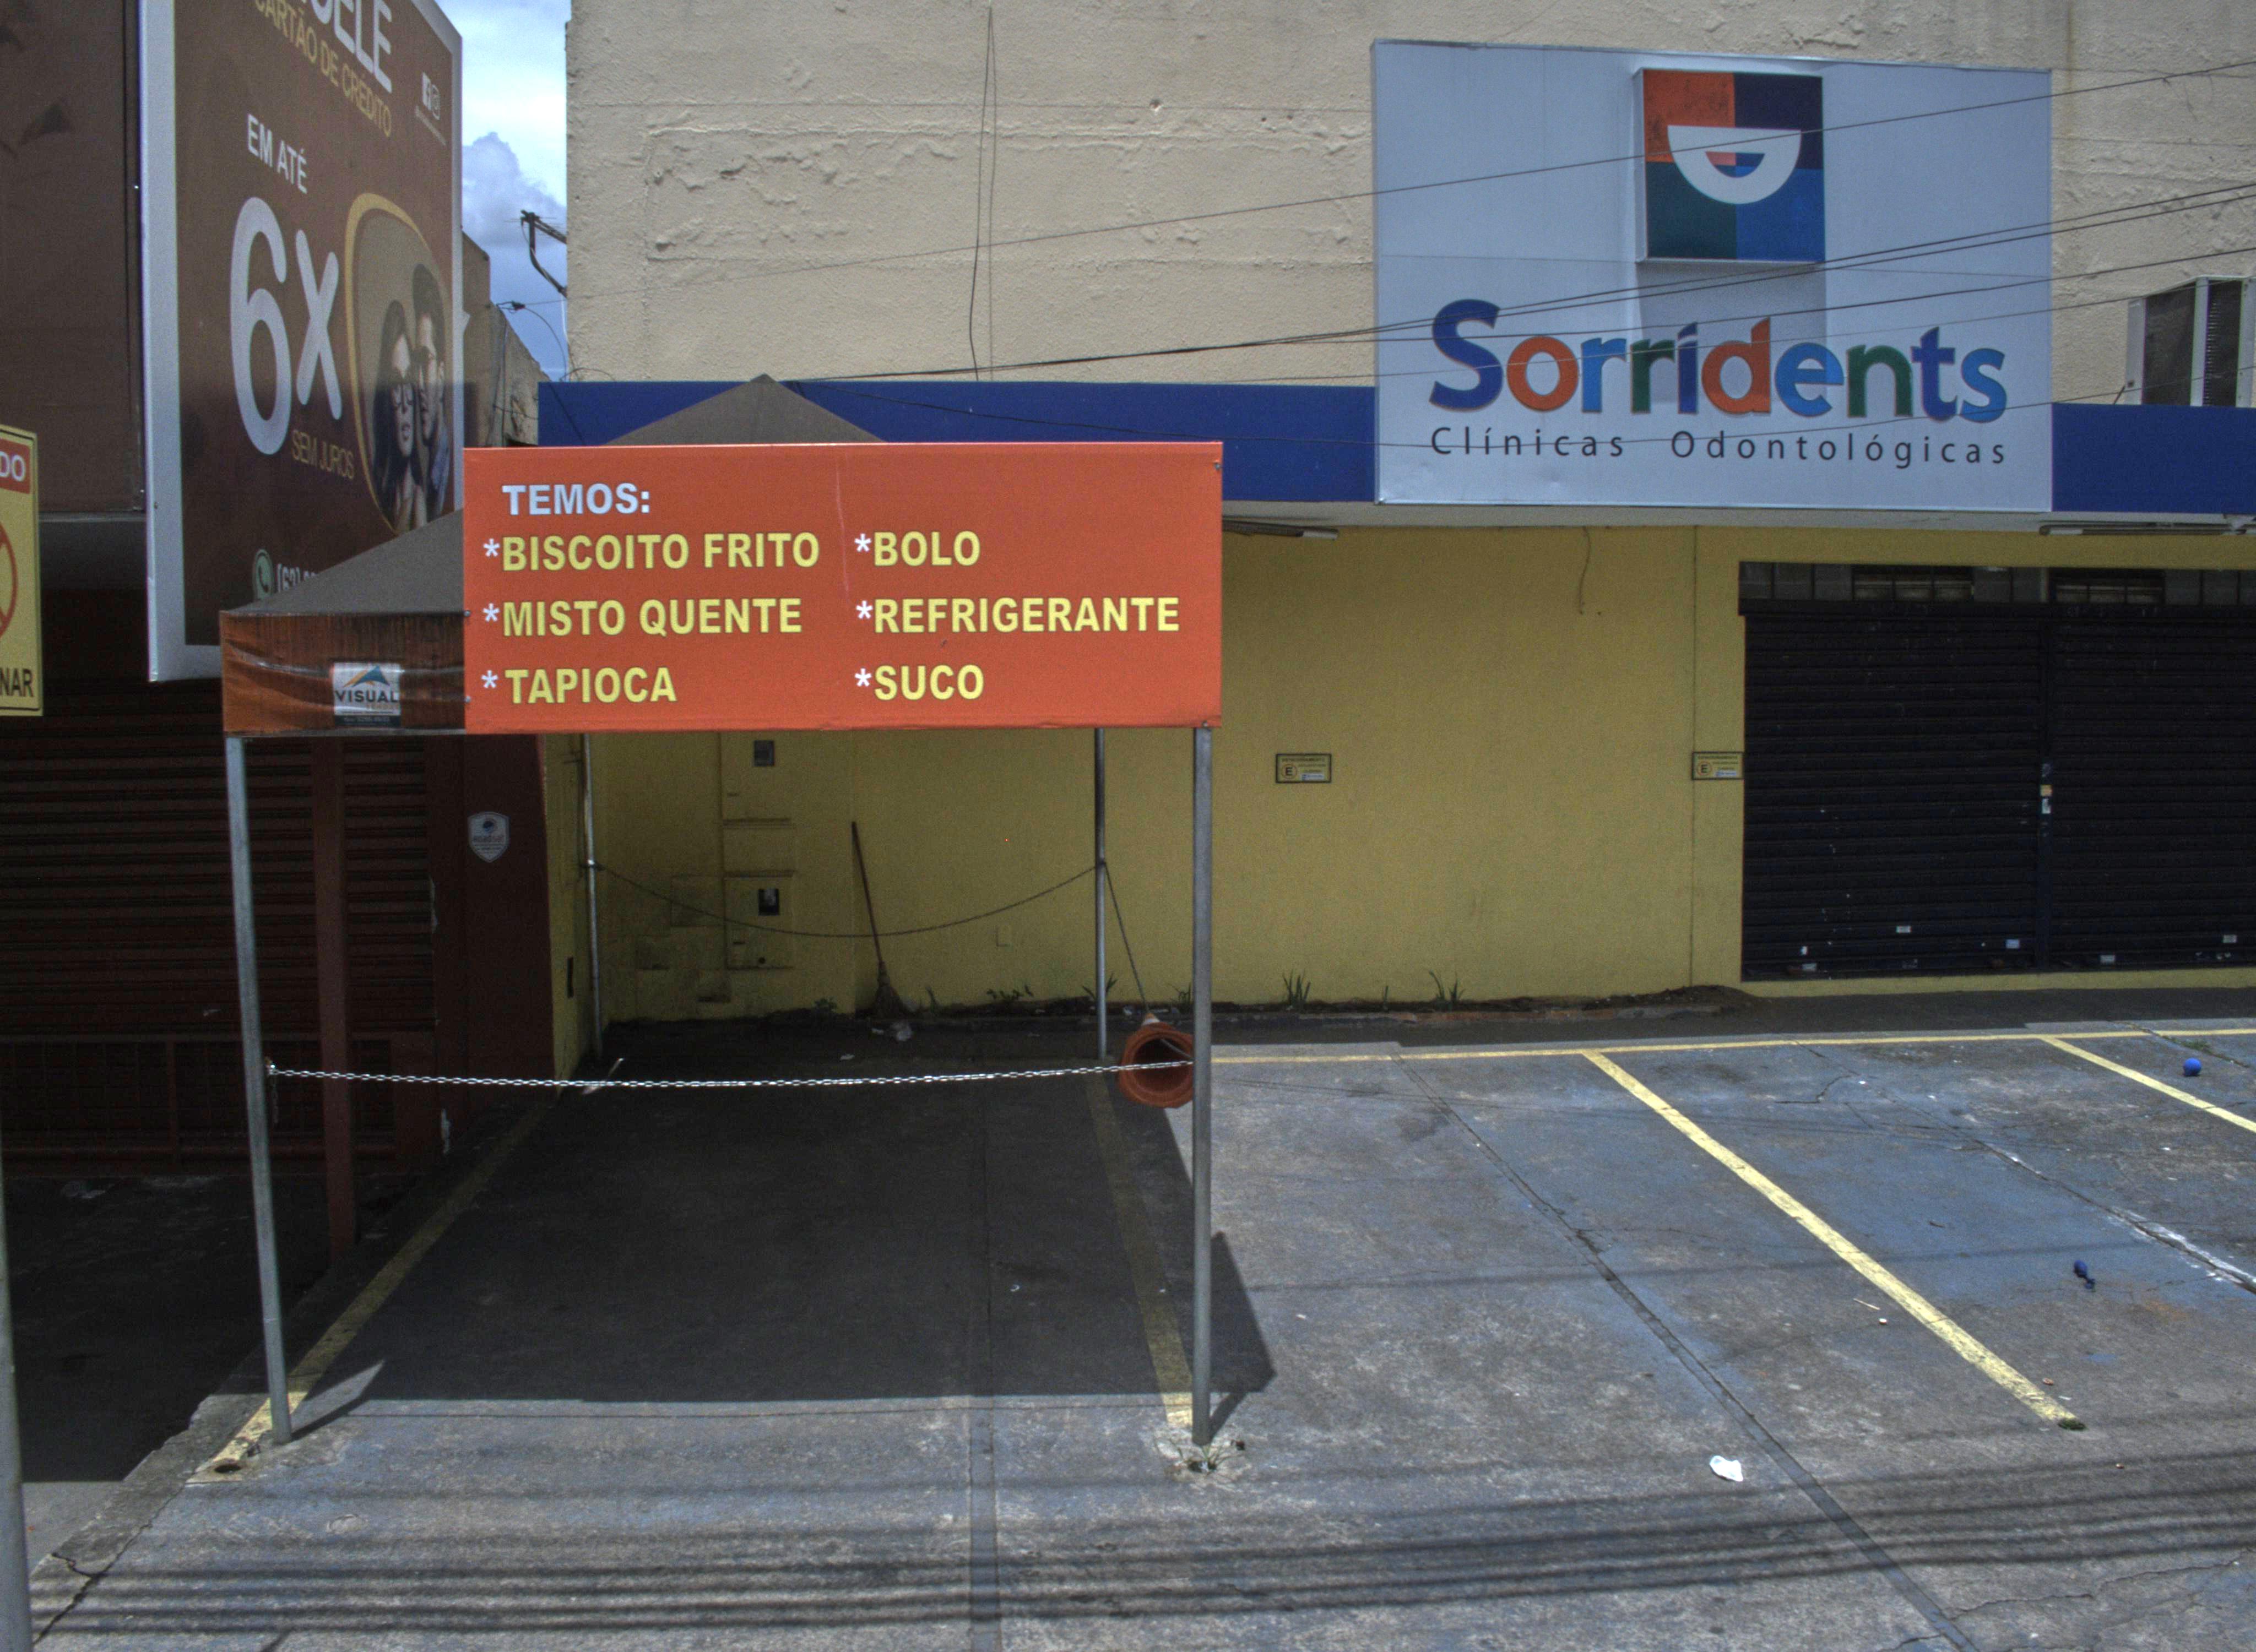 CARTÃO DE CRÉDITO
EM ATÉ
6X
SEM JUROS
TEMOS:
*BISCOITO FRITO
*MISTO QUENTE
*TAPIOCA
*BOLO
*REFRIGERANTE
*SUCO
VISUAL
Sorridents
Clínicas Odontológicas
E
E